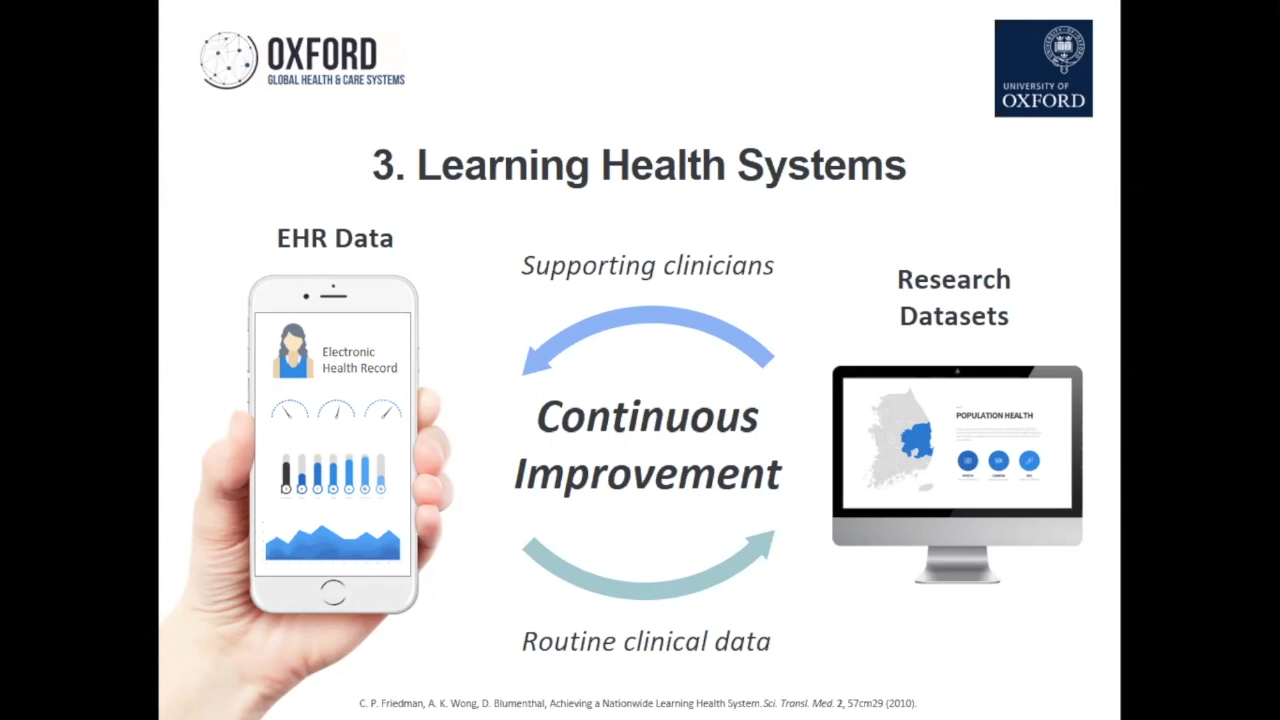 OXFORD
GLOBAL HEALTH & CARE SYSTEMS
UNIVERSITY OF
OXFORD
3. Learning Health Systems
EHR Data
Supporting clinicians
Research
Datasets
Electronic
Health Record
Continuous
Improvement
POPULATION HEALTH
Routine clinical data
C. P. Friedman, A. K. Wong, D. Blumenthal, Achieving a Nationwide Learning Health System. Sci. Transl. Med. 2, 57cm29 (2010).